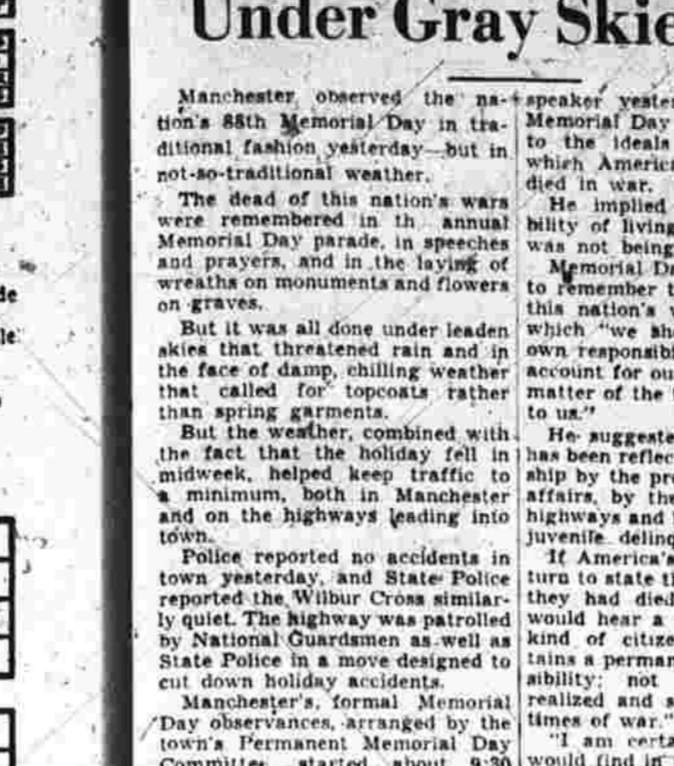 Under Gray Skie
Manchester observed the na-
tion's 88th Memorial Day in tra-
ditional fashion yesterday—but in
not-so-traditional weather.
The dead of this nation's wars
were remembered in th annual
Memorial Day parade, in speeches
and prayers, and in the laying of
wreaths on monuments and flowers
on graves.
But it was all done under leaden
skies that threatened rain and in
the face of damp, chilling weather
that called for topcoats rather
than spring garments.
But the weather, combined with
the fact that the holiday fell in
midweek, helped keep traffic to
a minimum, both in Manchester
and on the highways leading into
town.
Police reported no accidents in
town yesterday, and State Police
reported the Wilbur Cross similar-
ly quiet. The highway was patrolled
by National Guardsmen as well as
State Police in a move designed to
cut down holiday accidents.
Manchester's, formal Memorial
Day observances, arranged by the
town's Permanent Memorial Day
Committee, started about 9:30
speaker yester
Memorial Day
to the ideals
which America
died in war.
He implied
bility of living
was not being
Memorial Da
to remember t
this nation's
which "we sh
own responsibi
account for ou
matter of the
to us."
He suggeste
has been reflec
ship by the pr
affairs, by the
highways and
juvenile delinq
If America's
turn to state t
they had died
would hear a
kind of citize
tains a perman
sibility; not
realized and s
times of war."
"I am certa
would find in
de
le